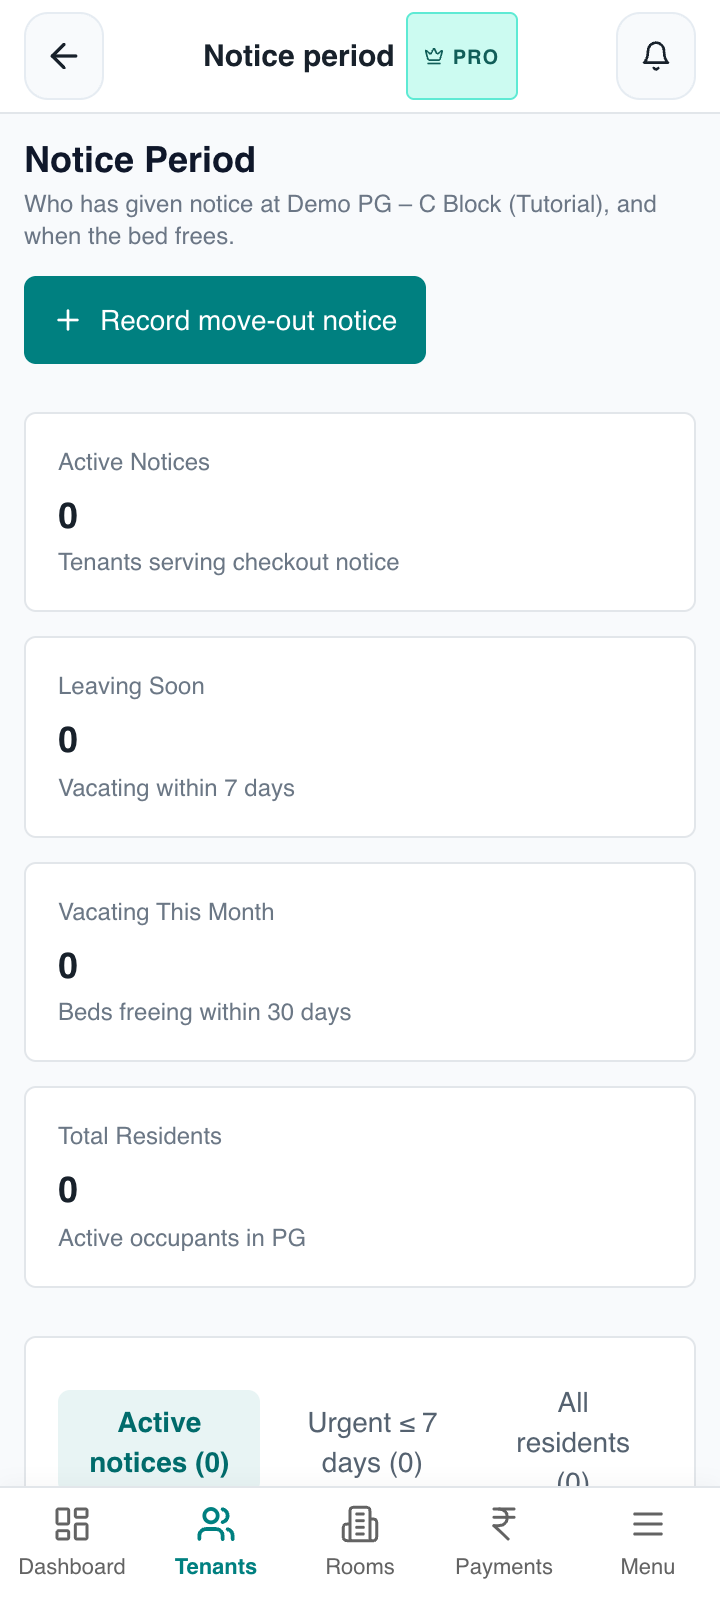 Notice period
PRO
Notice Period
Who has given notice at Demo PG – C Block (Tutorial), and
when the bed frees.
Record move-out notice
Active Notices
0
Tenants serving checkout notice
Leaving Soon
0
Vacating within 7 days
Vacating This Month
0
Beds freeing within 30 days
Total Residents
0
Active occupants in PG
Active
notices (0)
Urgent ≤ 7
days (0)
All
residents
(0)
Dashboard
Tenants
Rooms
Payments
Menu